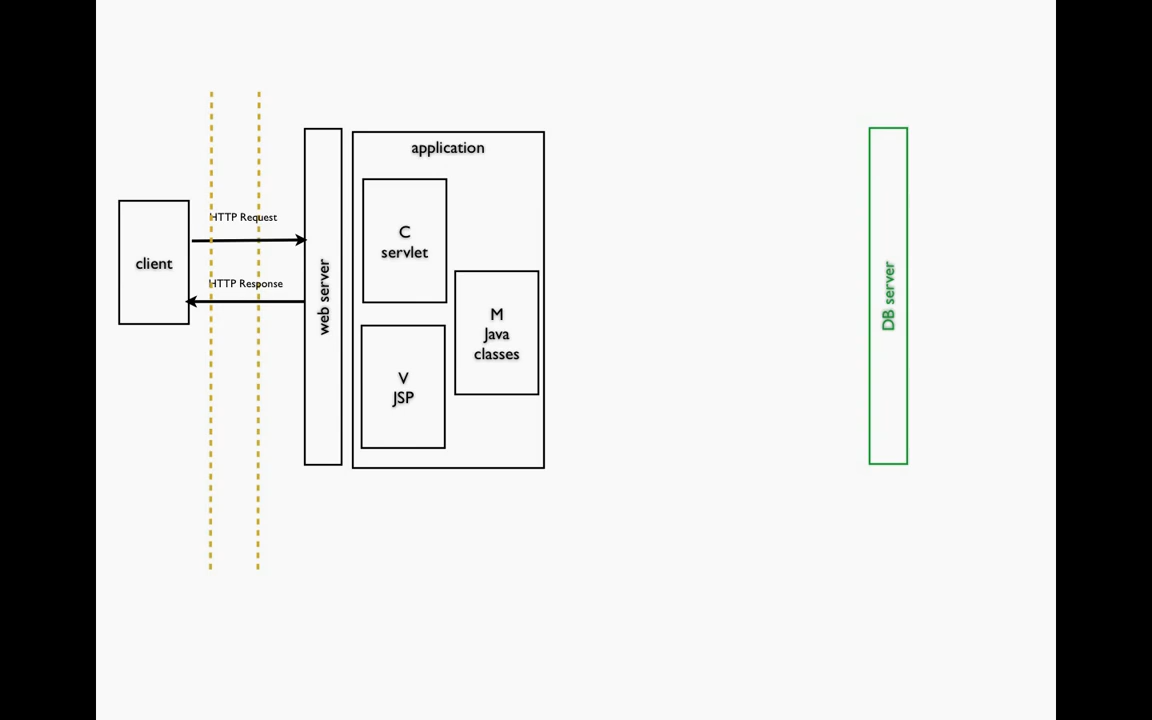 application
HTTP Request
C
servlet
client
HTTP Response
web server
M
Java
classes
V
JSP
DB server